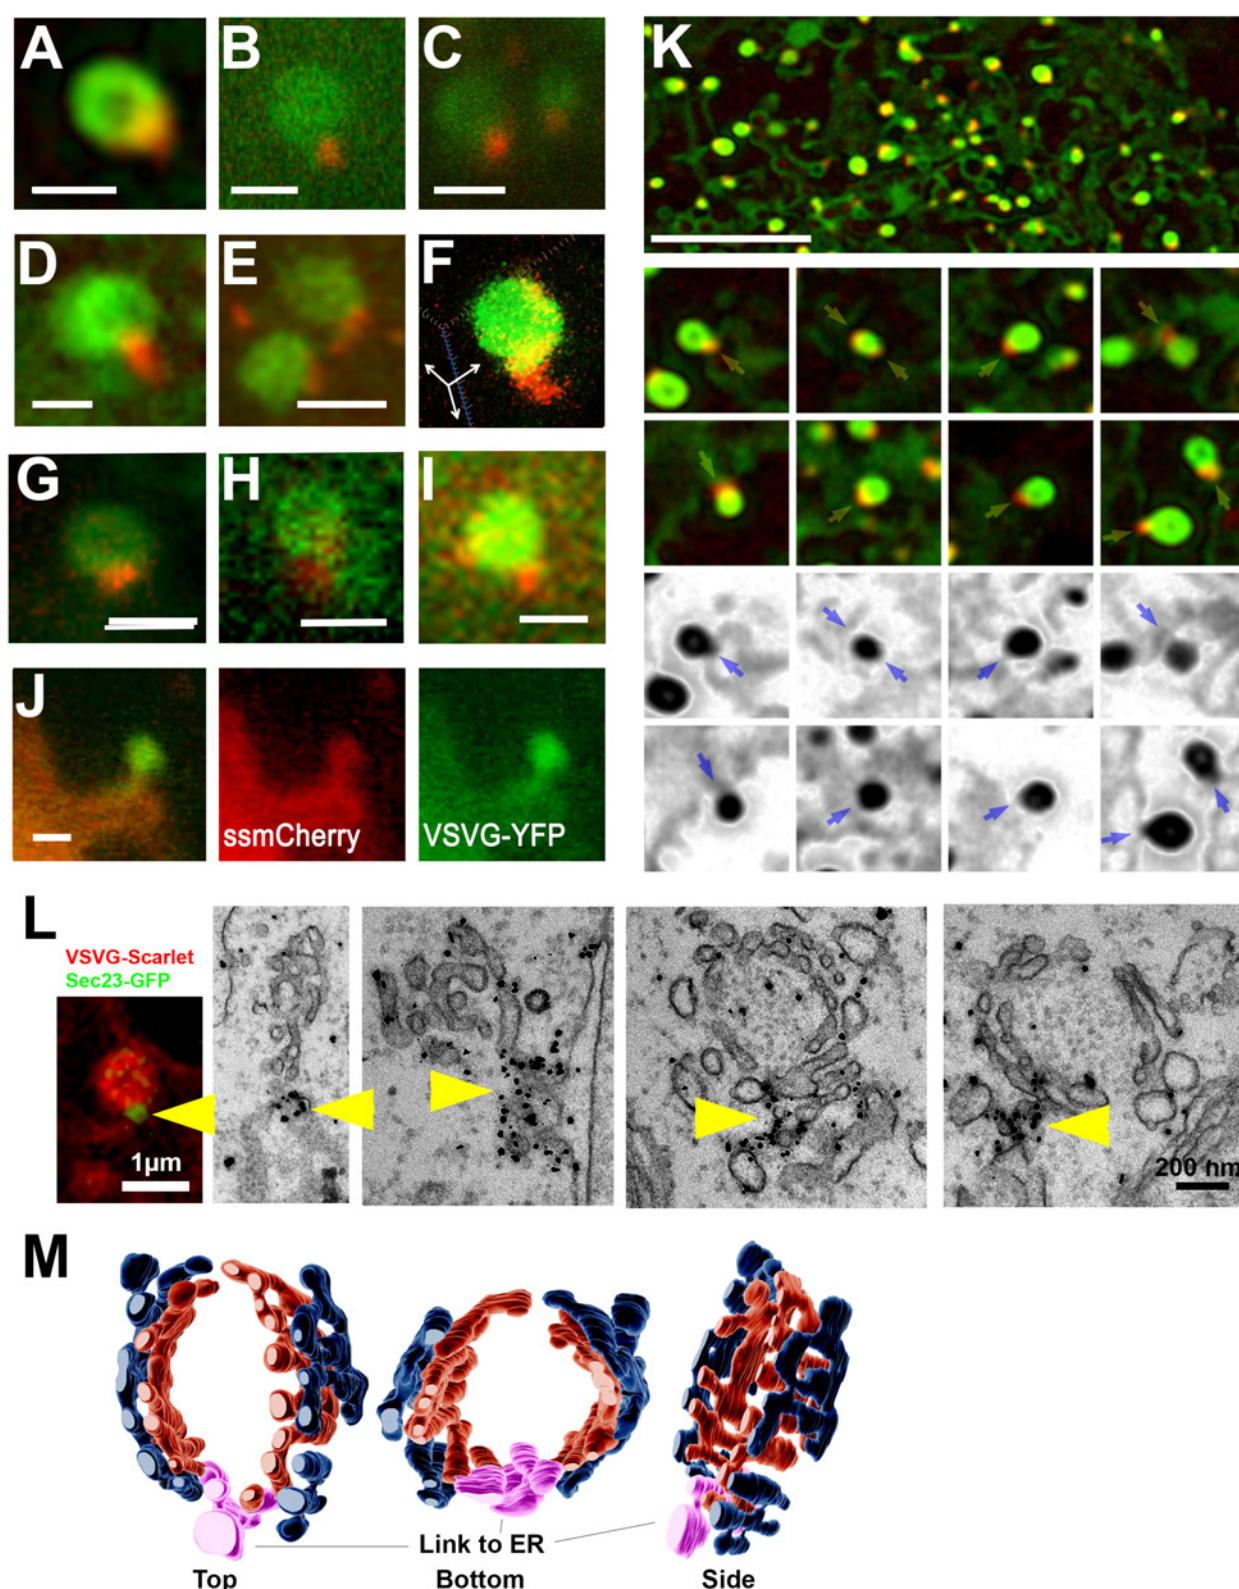 A
B
C
K
D
E
F
G
H
I
J
ssmCherry
VSVG-YFP
L
VSVG-Scarlet
Sec23-GFP
1μm
200 nm
M
Link to ER
Top
Bottom
Side